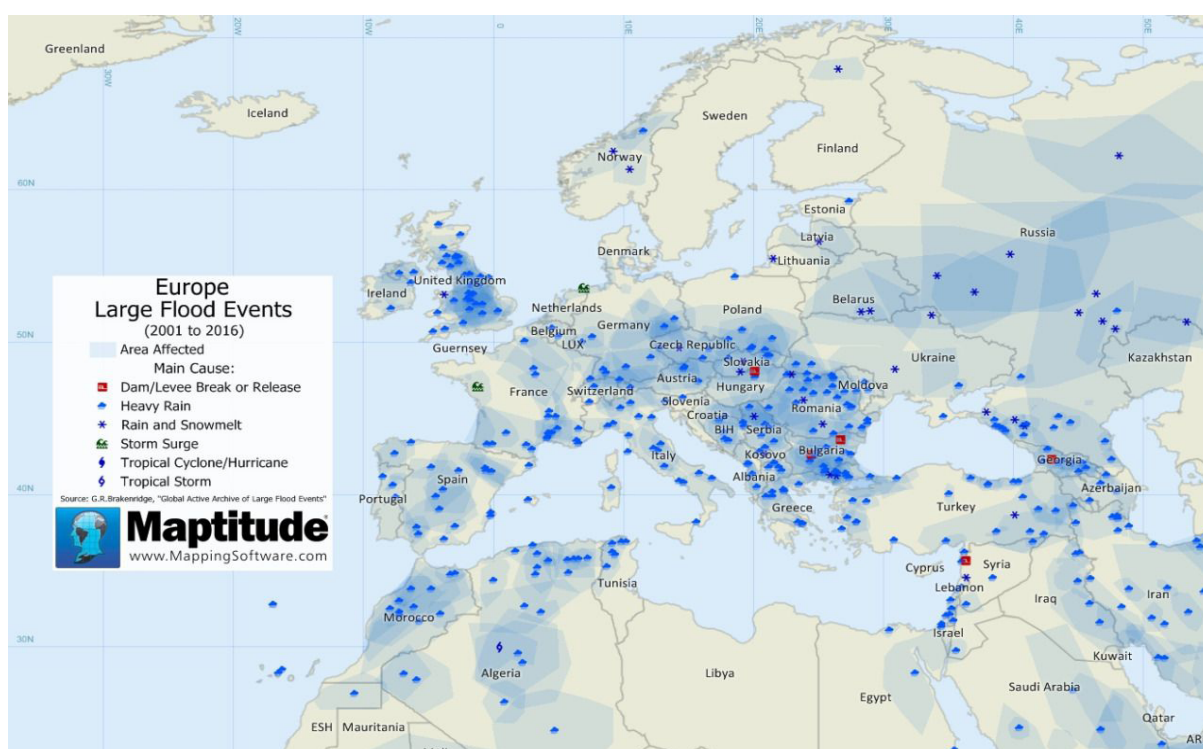 20W
10W
0
10E
20E
30E
40E
50E
Greenland
30W
Iceland
Sweden
Finland
Norway
60N
Estonia
Russia
Latvia
Denmark
Lithuania
United Kingdom
Ireland
Belarus
Netherlands
Poland
Germany
Belgium
50N
LUX
Czech Republic
Guernsey
Slovakia
Ukraine
Kazakhstan
Austria
Hungary
Moldova
France
Switzerland
Slovenia
Romania
Croatia
BIH
Serbia
Italy
Kosovo
Bulgaria
Georgia
Albania
Spain
40N
Azerbaijan
Portugal
Greece
Turkey
Cyprus
Syria
Tunisia
Lebanon
Iraq
Iran
Morocco
Israel
30N
Kuwait
Algeria
Libya
Egypt
Saudi Arabia
Qatar
ESH
Mauritania
Europe
Large Flood Events
(2001 to 2016)
Area Affected
Main Cause:
Dam/Levee Break or Release
Heavy Rain
Rain and Snowmelt
Storm Surge
Tropical Cyclone/Hurricane
Tropical Storm
Source: G.R.Brakenridge, "Global Active Archive of Large Flood Events"
Maptitude
www.MappingSoftware.com